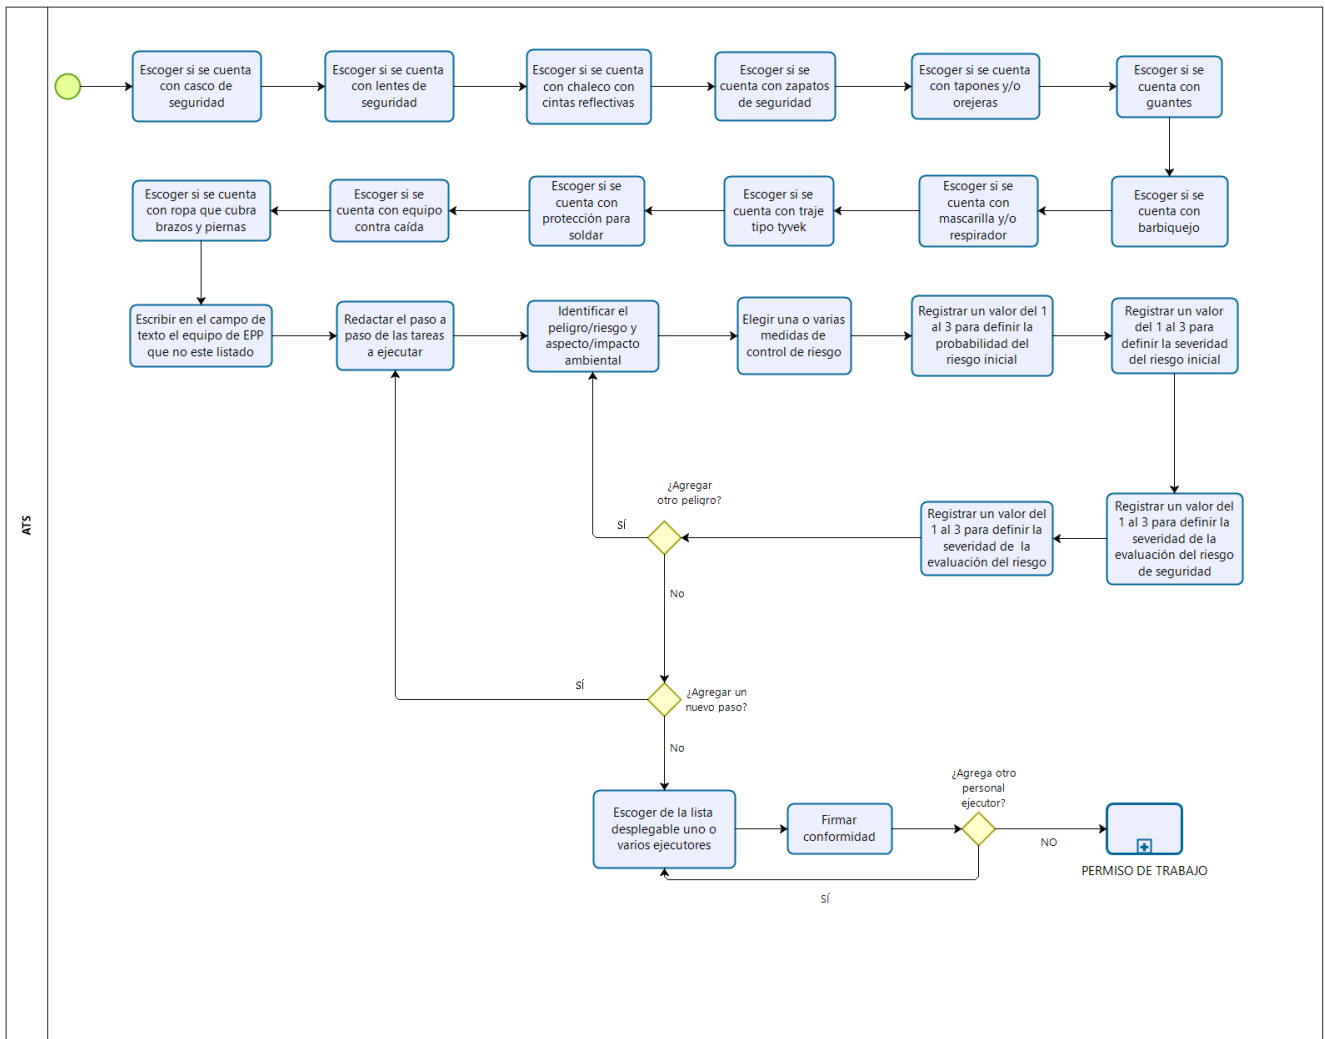 ATS
Escoger si se cuenta
con casco de
seguridad
Escoger si se cuenta
con lentes de
seguridad
Escoger si se cuenta
con chaleco con
cintas reflectivas
Escoger si se
cuenta con zapatos
de seguridad
Escoger si se cuenta
con tapones y/o
orejeras
Escoger si se
cuenta con
guantes
Escoger si se cuenta
con ropa que cubra
brazos y piernas
Escoger si se
cuenta con equipo
contra caída
Escoger si se
cuenta con
protección para
soldar
Escoger si se
cuenta con traje
tipo tyvek
Escoger si se
cuenta con
mascarilla y/o
respirador
Escoger si se
cuenta con
barbiquejo
Escribir en el campo de
texto el equipo de EPP
que no este listado
Redactar el paso a
paso de las tareas
a ejecutar
Identificar el
peligro/riesgo y
aspecto/impacto
ambiental
Elegir una o varias
medidas de
control de riesgo
Registrar un valor del 1
al 3 para definir la
probabilidad del
riesgo inicial
Registrar un valor
del 1 al 3 para
definir la severidad
del riesgo inicial
¿Agregar
otro peligro?
SÍ
No
Registrar un valor del
1 al 3 para definir la
severidad de  la
evaluación del riesgo
Registrar un valor del
1 al 3 para definir la
severidad de la
evaluación del riesgo
de seguridad
SÍ
¿Agregar un
nuevo paso?
No
Escoger de la lista
desplegable uno o
varios ejecutores
Firmar
conformidad
¿Agrega otro
personal
ejecutor?
NO
SÍ
PERMISO DE TRABAJO